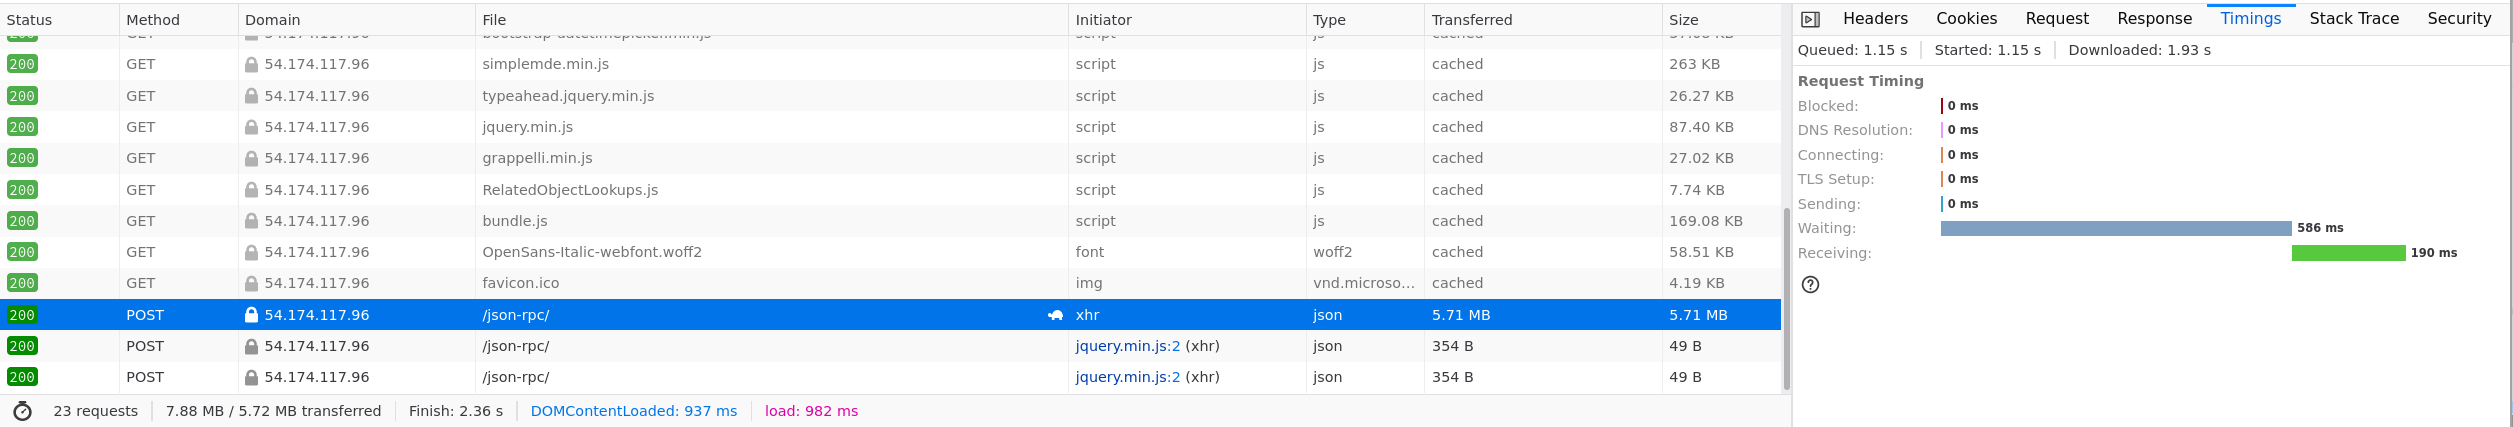 Status Method Domain File Initiator Type Transferred Size
200 GET 54.174.117.96 bootstrap-datetimepicker.min.js script js cached 37.08 KB
200 GET 54.174.117.96 simplemde.min.js script js cached 263 KB
200 GET 54.174.117.96 typeahead.jquery.min.js script js cached 26.27 KB
200 GET 54.174.117.96 jquery.min.js script js cached 87.40 KB
200 GET 54.174.117.96 grappelli.min.js script js cached 27.02 KB
200 GET 54.174.117.96 RelatedObjectLookups.js script js cached 7.74 KB
200 GET 54.174.117.96 bundle.js script js cached 169.08 KB
200 GET 54.174.117.96 OpenSans-Italic-webfont.woff2 font woff2 cached 58.51 KB
200 GET 54.174.117.96 favicon.ico img vnd.microso... cached 4.19 KB
200 POST 54.174.117.96 /json-rpc/ xhr json 5.71 MB 5.71 MB
200 POST 54.174.117.96 /json-rpc/ jquery.min.js:2 (xhr) json 354 B 49 B
200 POST 54.174.117.96 /json-rpc/ jquery.min.js:2 (xhr) json 354 B 49 B
23 requests 7.88 MB / 5.72 MB transferred Finish: 2.36 s DOMContentLoaded: 937 ms load: 982 ms
Headers Cookies Request Response Timings Stack Trace Security
Queued: 1.15 s Started: 1.15 s Downloaded: 1.93 s
Request Timing
Blocked: 0 ms
DNS Resolution: 0 ms
Connecting: 0 ms
TLS Setup: 0 ms
Sending: 0 ms
Waiting: 586 ms
Receiving: 190 ms